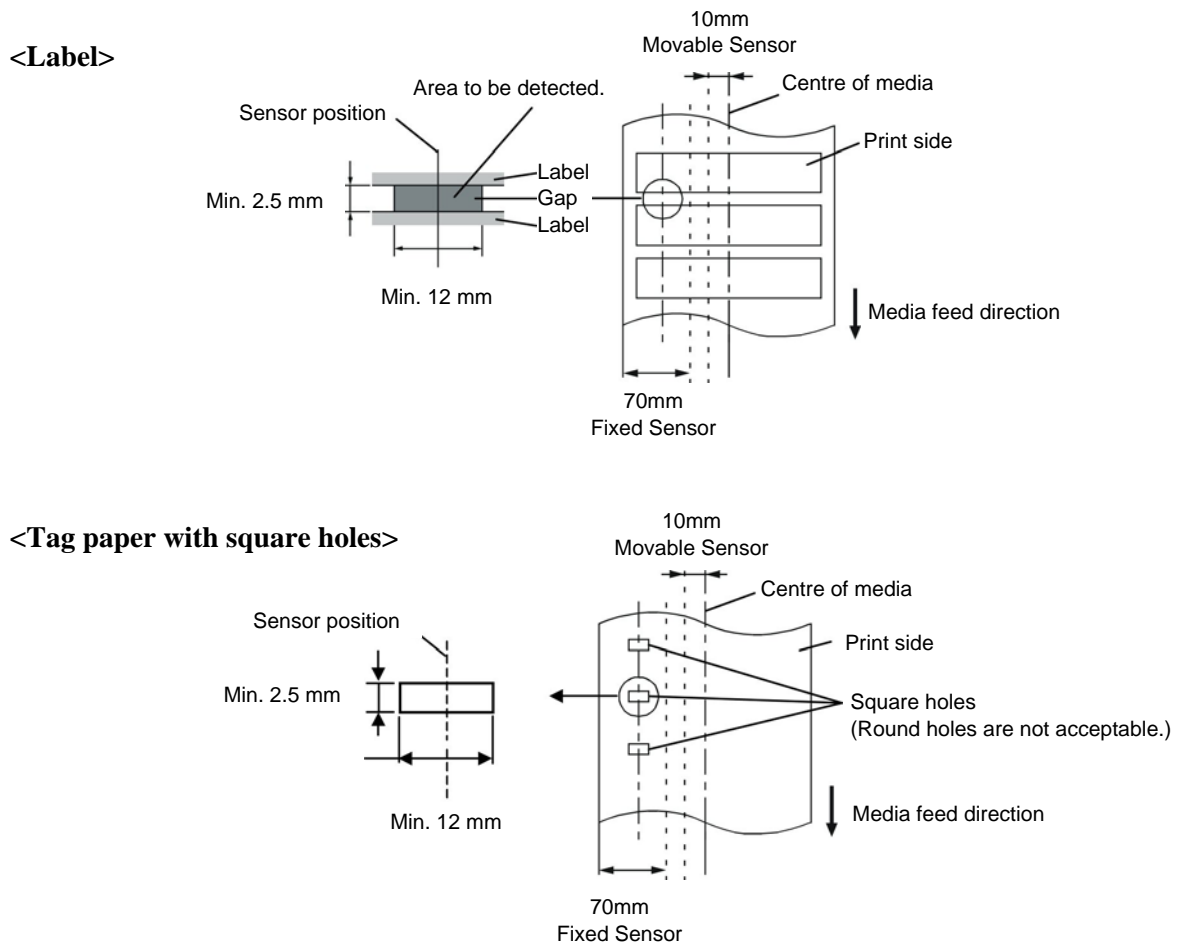 <Label>
10mm
Movable Sensor
Centre of media
Area to be detected.
Sensor position
Print side
Label
Min. 2.5 mm
Gap
Label
Min. 12 mm
Media feed direction
70mm
Fixed Sensor
<Tag paper with square holes>
10mm
Movable Sensor
Centre of media
Sensor position
Print side
Min. 2.5 mm
Square holes
(Round holes are not acceptable.)
Min. 12 mm
Media feed direction
70mm
Fixed Sensor